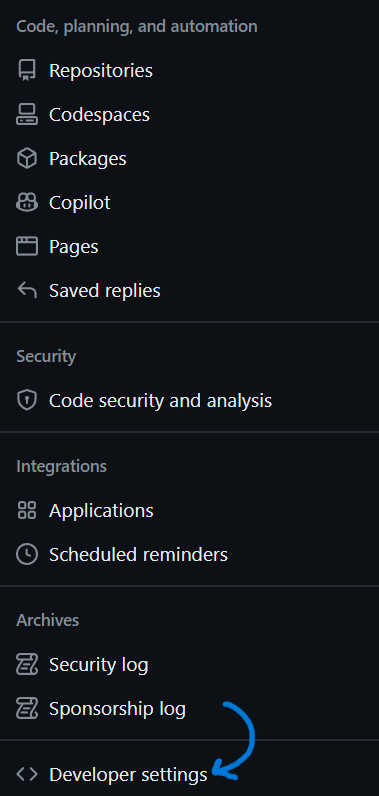 Code, planning, and automation
Repositories
Codespaces
Packages
Copilot
Pages
Saved replies
Security
Code security and analysis
Integrations
Applications
Scheduled reminders
Archives
Security log
Sponsorship log
Developer settings